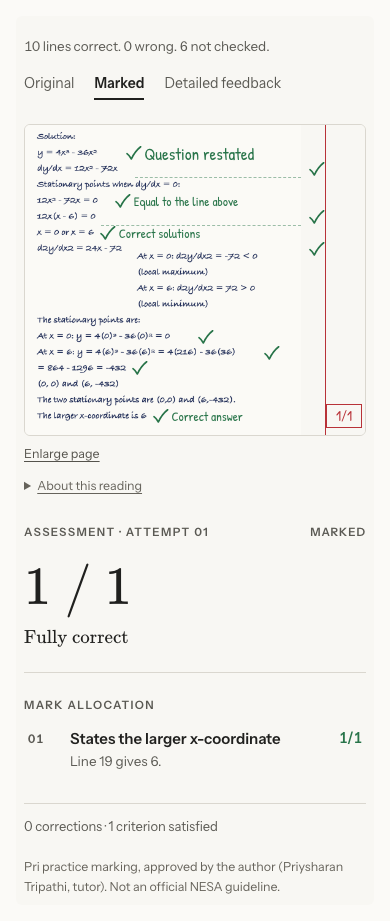 10 lines correct. 0 wrong. 6 not checked.
Original Marked Detailed feedback
Solution:
y = 4x³ - 36x²
Question restated
dy/dx = 12x² - 72x
Stationary points when dy/dx = 0:
12x² - 72x = 0
Equal to the line above
12x(x - 6) = 0
x = 0 or x = 6
Correct solutions
d2y/dx2 = 24x - 72
At x = 0: d2y/dx2 = -72 < 0
(local maximum)
At x = 6: d2y/dx2 = 72 > 0
(local minimum)
The stationary points are:
At x = 0: y = 4(0)³ - 36(0)² = 0
At x = 6: y = 4(6)³ - 36(6)² = 4(216) - 36(36)
= 864 - 1296 = -432
(0, 0) and (6, -432)
The two stationary points are (0,0) and (6,-432).
The larger x-coordinate is 6
Correct answer
1/1
Enlarge page
About this reading
ASSESSMENT · ATTEMPT 01 MARKED
1 / 1
Fully correct
MARK ALLOCATION
01 States the larger x-coordinate 1/1
Line 19 gives 6.
0 corrections · 1 criterion satisfied
Pri practice marking, approved by the author (Priysharan
Tripathi, tutor). Not an official NESA guideline.